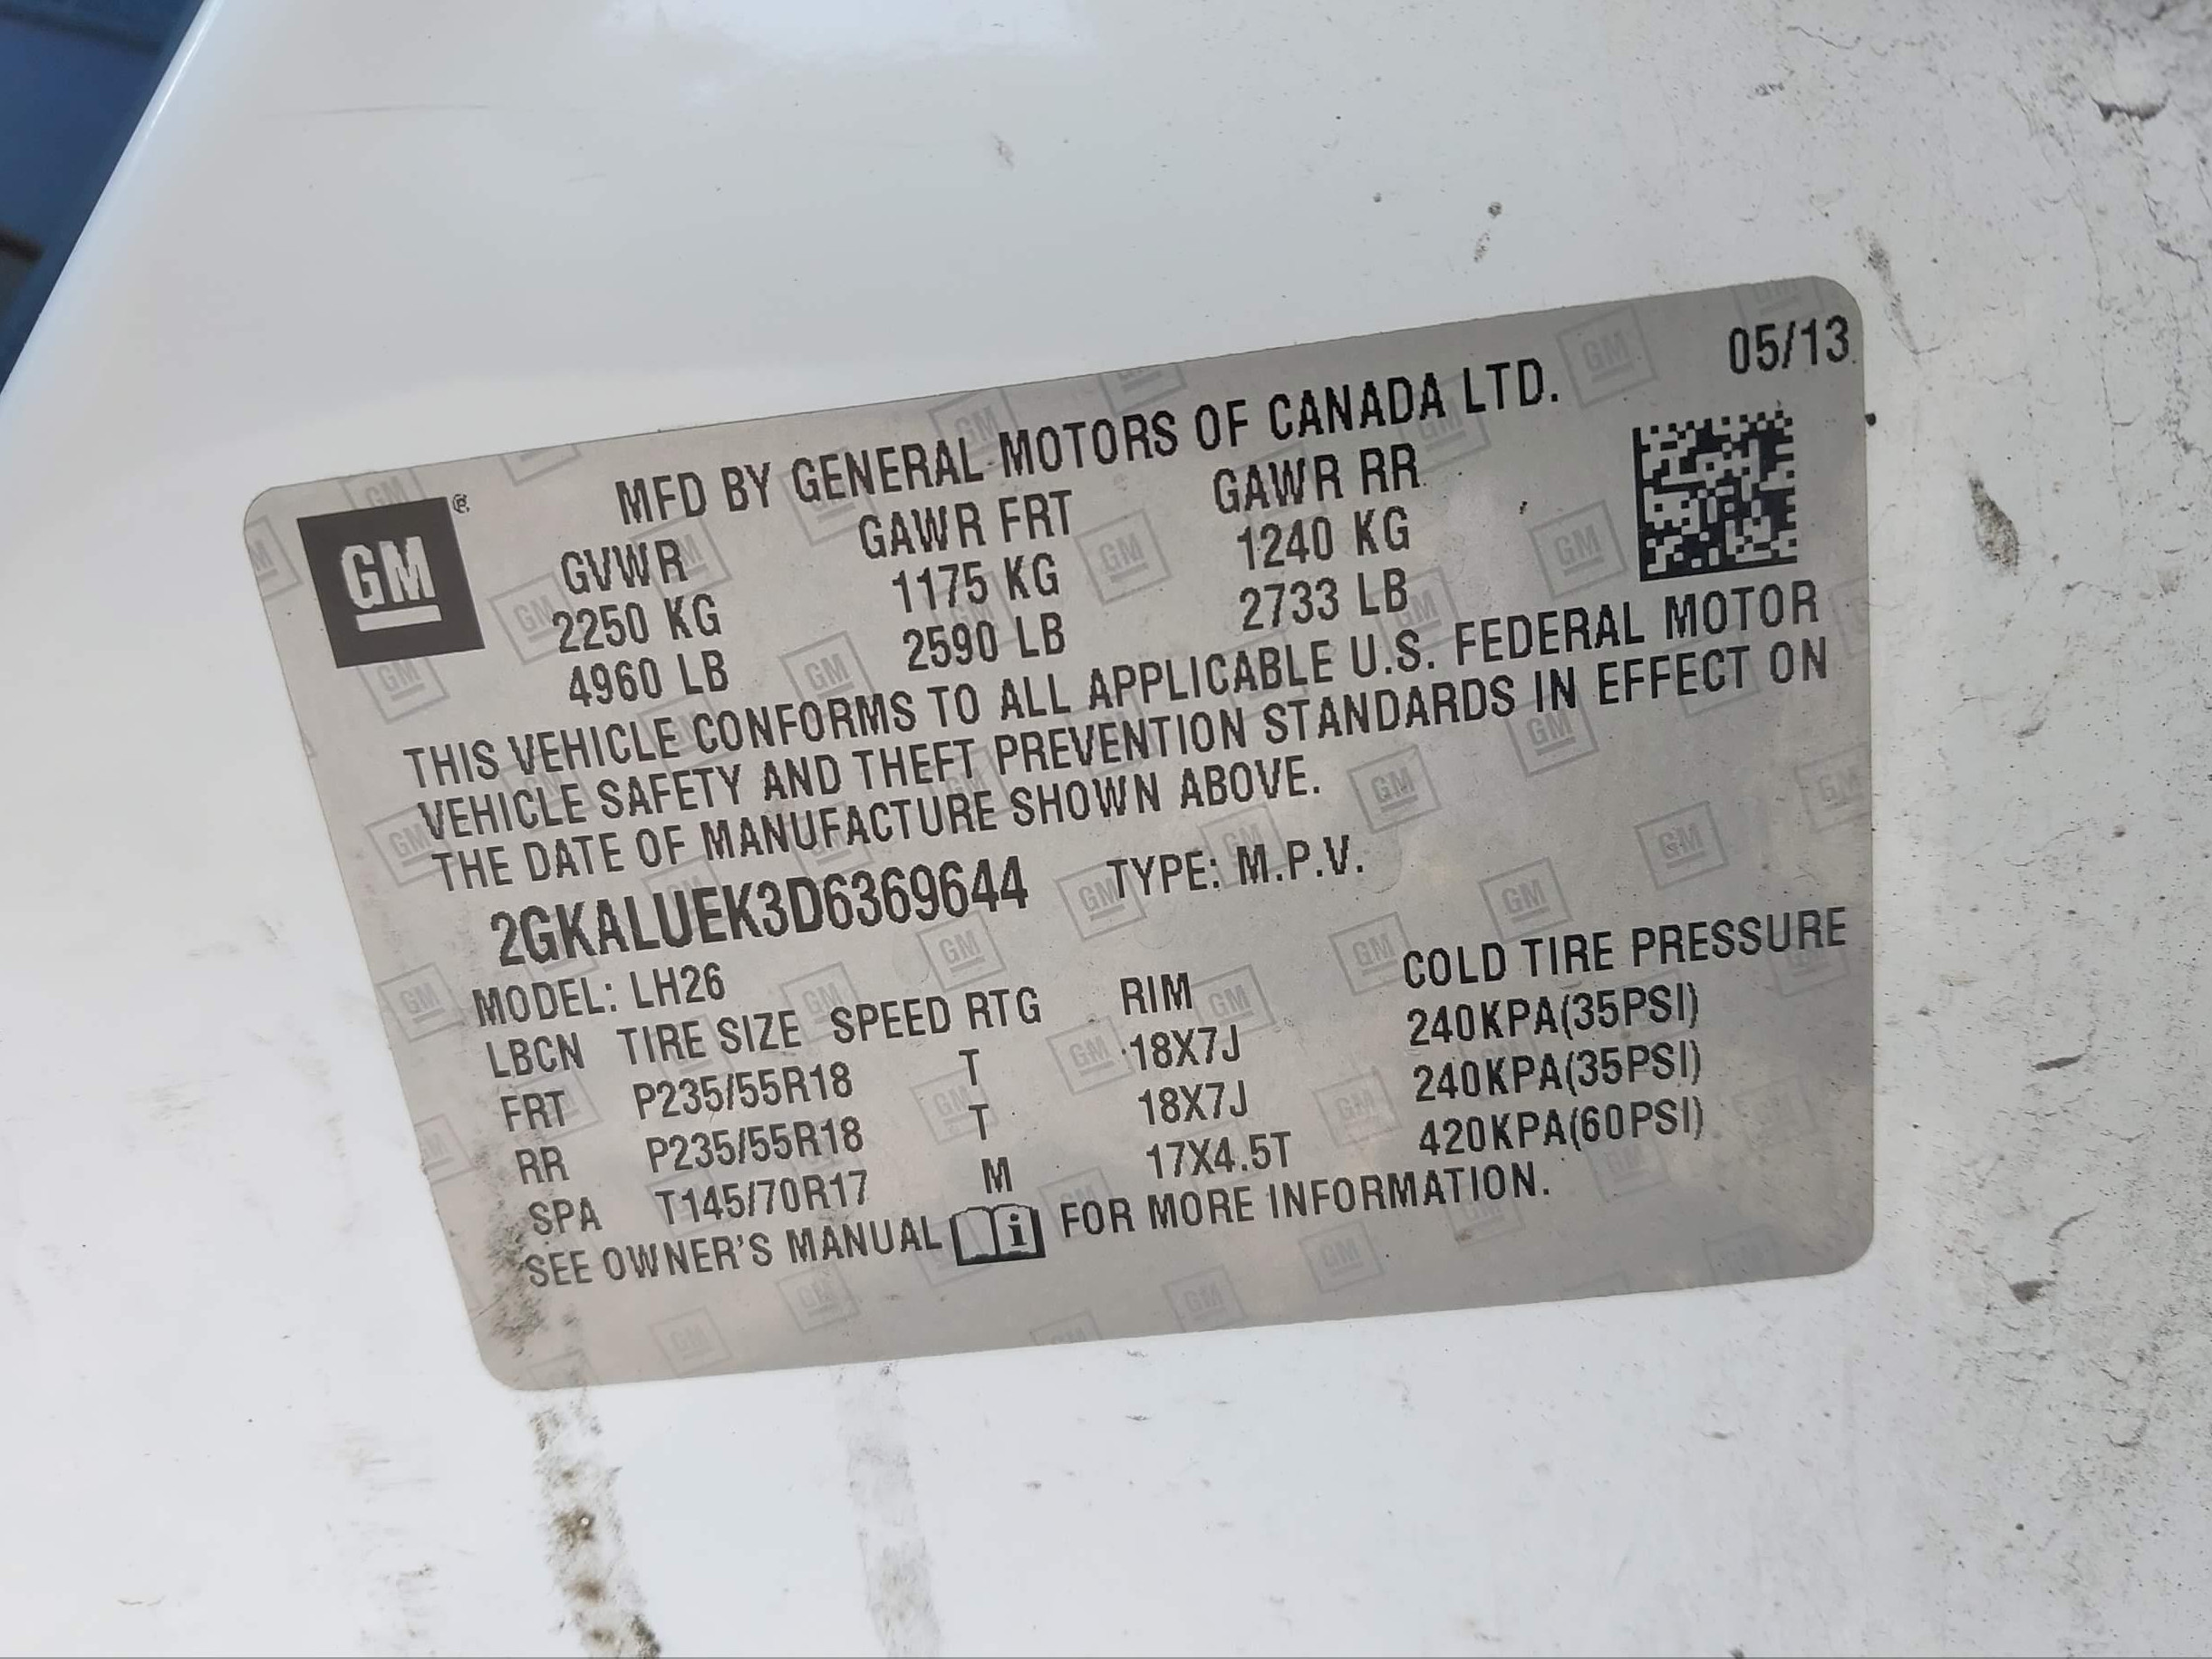 05/13
MFD BY GENERAL MOTORS OF CANADA LTD.
GM ®
GVWR GAWR FRT GAWR RR
2250 KG 1175 KG 1240 KG
4960 LB 2590 LB 2733 LB
THIS VEHICLE CONFORMS TO ALL APPLICABLE U.S. FEDERAL MOTOR
VEHICLE SAFETY AND THEFT PREVENTION STANDARDS IN EFFECT ON
THE DATE OF MANUFACTURE SHOWN ABOVE.
2GKALUEK3D6369644 TYPE: M.P.V.
MODEL: LH26
LBCN TIRE SIZE SPEED RTG RIM COLD TIRE PRESSURE
FRT P235/55R18 T 18X7J 240KPA(35PSI)
RR P235/55R18 T 18X7J 240KPA(35PSI)
SPA T145/70R17 M 17X4.5T 420KPA(60PSI)
SEE OWNER'S MANUAL i FOR MORE INFORMATION.